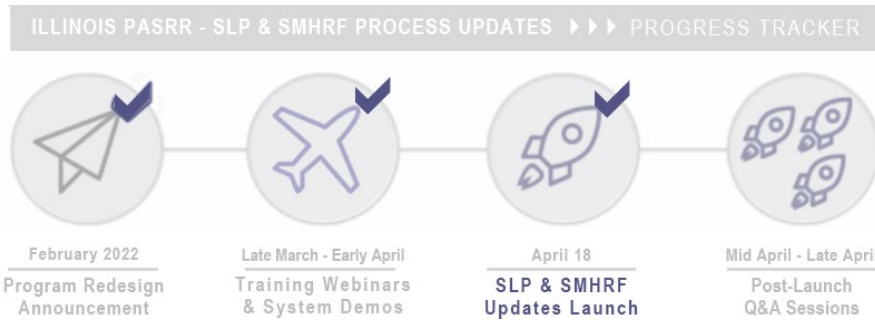 ILLINOIS PASRR - SLP & SMHRF PROCESS UPDATES PROGRESS TRACKER
February 2022
Program Redesign
Announcement
Late March - Early April
Training Webinars
& System Demos
April 18
SLP & SMHRF
Updates Launch
Mid April - Late April
Post-Launch
Q&A Sessions